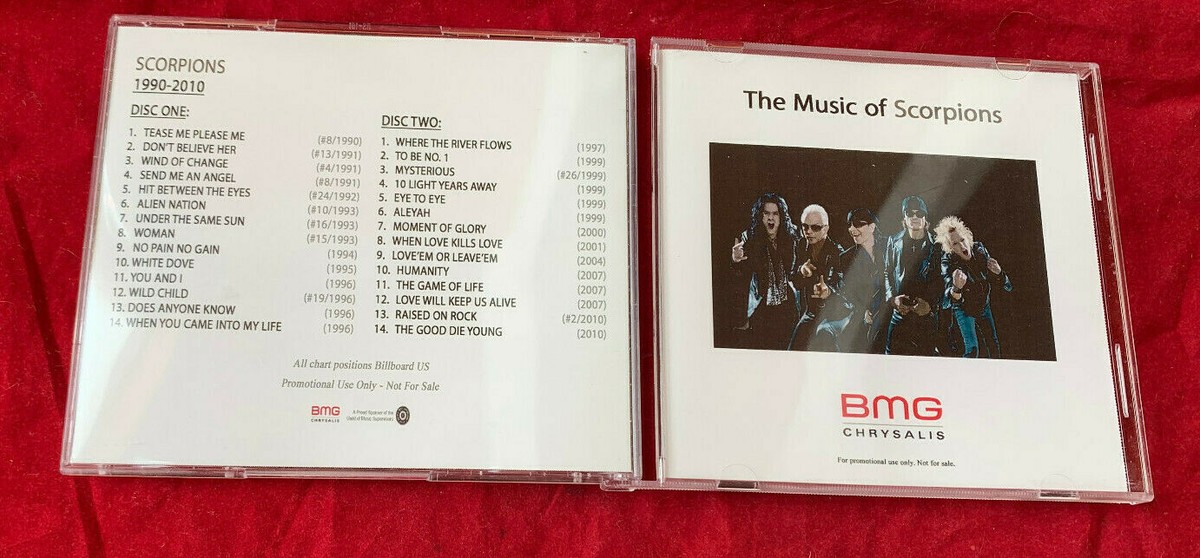 SCORPIONS
1990-2010
DISC ONE:
1. TEASE ME PLEASE ME (#8/1990)
2. DON'T BELIEVE HER (#13/1991)
3. WIND OF CHANGE (#4/1991)
4. SEND ME AN ANGEL (#8/1991)
5. HIT BETWEEN THE EYES (#24/1992)
6. ALIEN NATION (#10/1993)
7. UNDER THE SAME SUN (#16/1993)
8. WOMAN (#15/1993)
9. NO PAIN NO GAIN (1994)
10. WHITE DOVE (1995)
11. YOU AND I (1996)
12. WILD CHILD (#19/1996)
13. DOES ANYONE KNOW (1996)
14. WHEN YOU CAME INTO MY LIFE (1996)
DISC TWO:
1. WHERE THE RIVER FLOWS (1997)
2. TO BE NO. 1 (1999)
3. MYSTERIOUS (#26/1999)
4. 10 LIGHT YEARS AWAY (1999)
5. EYE TO EYE (1999)
6. ALEYAH (1999)
7. MOMENT OF GLORY (2000)
8. WHEN LOVE KILLS LOVE (2001)
9. LOVE'EM OR LEAVE'EM (2004)
10. HUMANITY (2007)
11. THE GAME OF LIFE (2007)
12. LOVE WILL KEEP US ALIVE (2007)
13. RAISED ON ROCK (#2/2010)
14. THE GOOD DIE YOUNG (2010)
All chart positions Billboard US
Promotional Use Only - Not For Sale
BMG
CHRYSALIS
A Proud Sponsor of the
Guild of Music Supervisors
The Music of Scorpions
BMG
CHRYSALIS
For promotional use only. Not for sale.